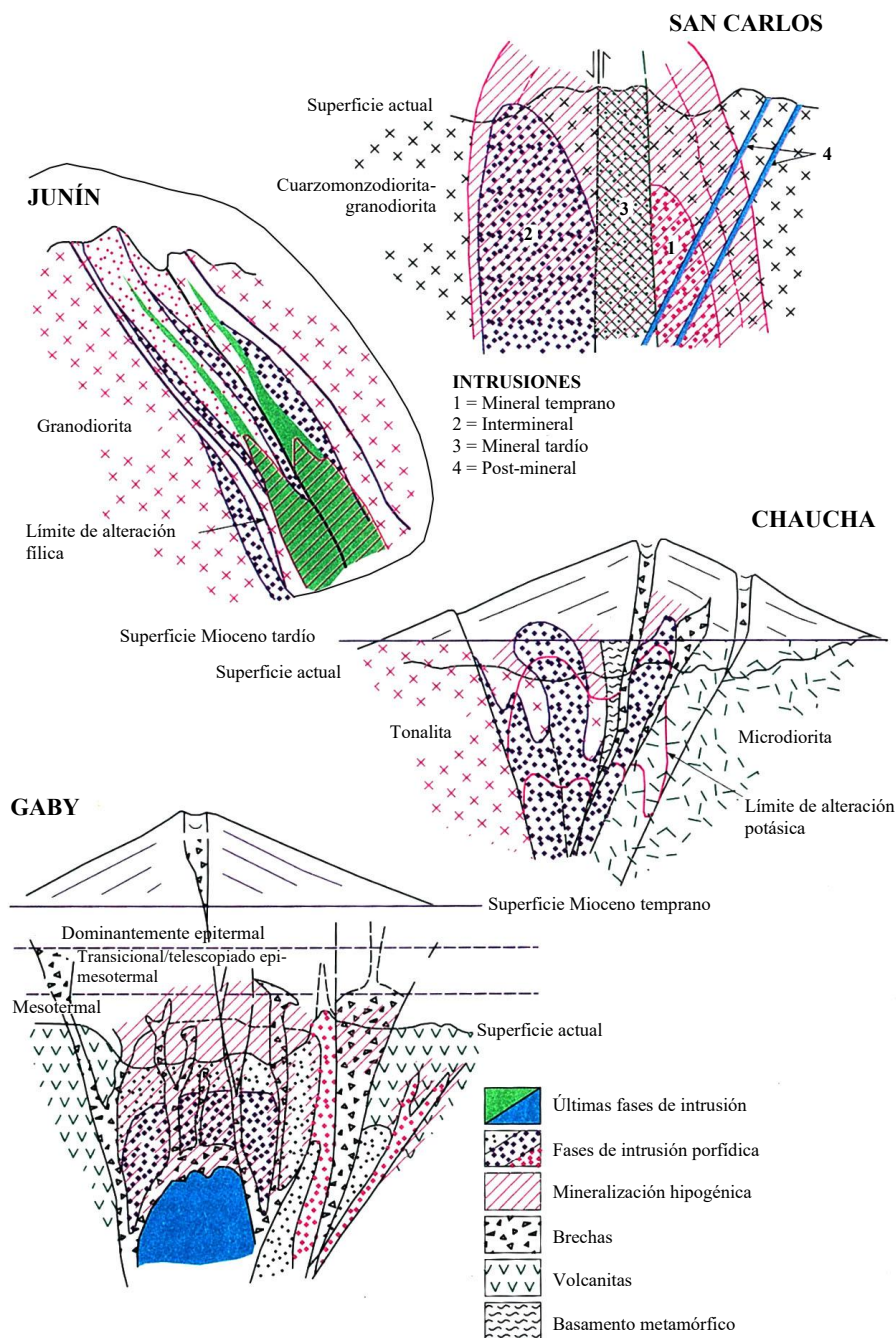 SAN CARLOS
Superficie actual
Cuarzomonzodiorita-
granodiorita
4
3
2
1
JUNÍN
Granodiorita
Límite de alteración
fílica
INTRUSIONES
1 = Mineral temprano
2 = Intermineral
3 = Mineral tardío
4 = Post-mineral
CHAUCHA
Superficie Mioceno tardío
Superficie actual
Tonalita
Microdiorita
Límite de alteración
potásica
GABY
Superficie Mioceno temprano
Dominantemente epitermal
Transicional/telescopiado epi-
mesotermal
Mesotermal
Superficie actual
Últimas fases de intrusión
Fases de intrusión porfídica
Mineralización hipogénica
Brechas
Volcanitas
Basamento metamórfico